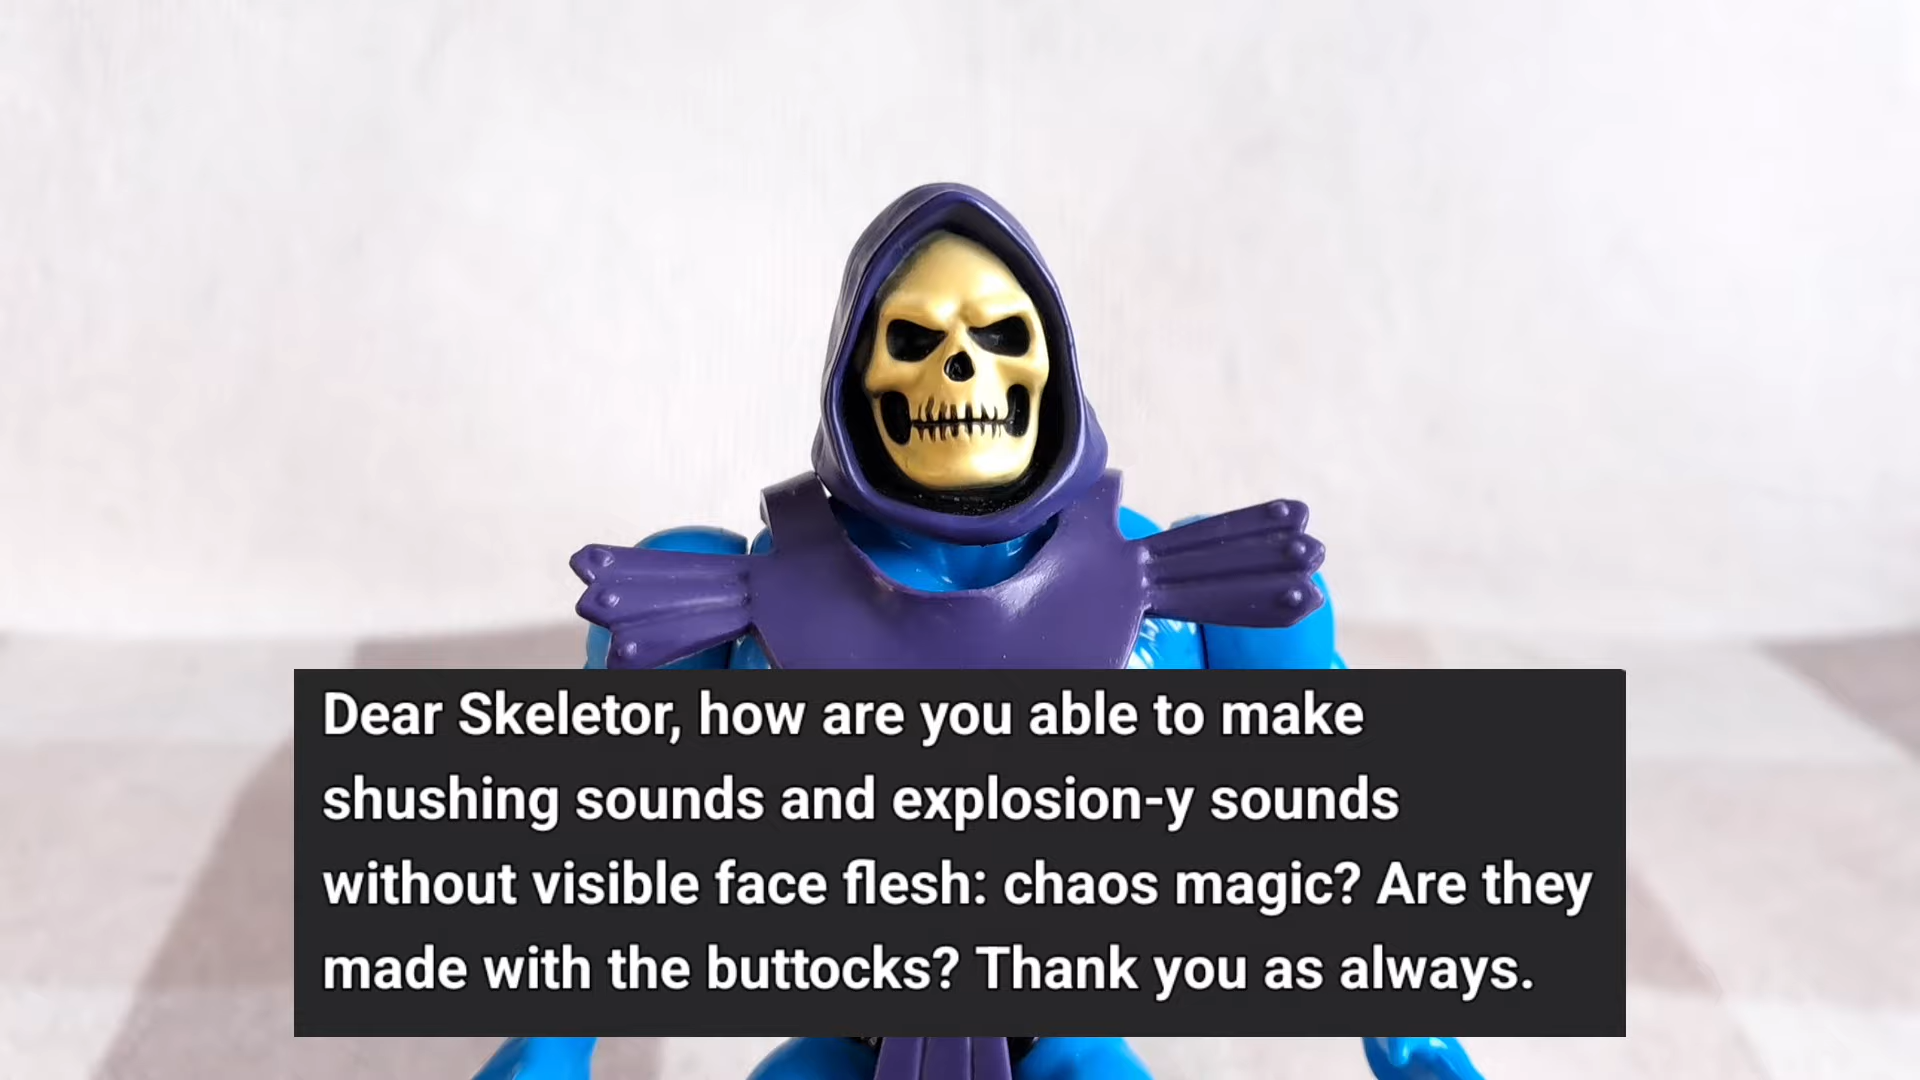 Dear Skeletor, how are you able to make
shushing sounds and explosion-y sounds
without visible face flesh: chaos magic? Are they
made with the buttocks? Thank you as always.